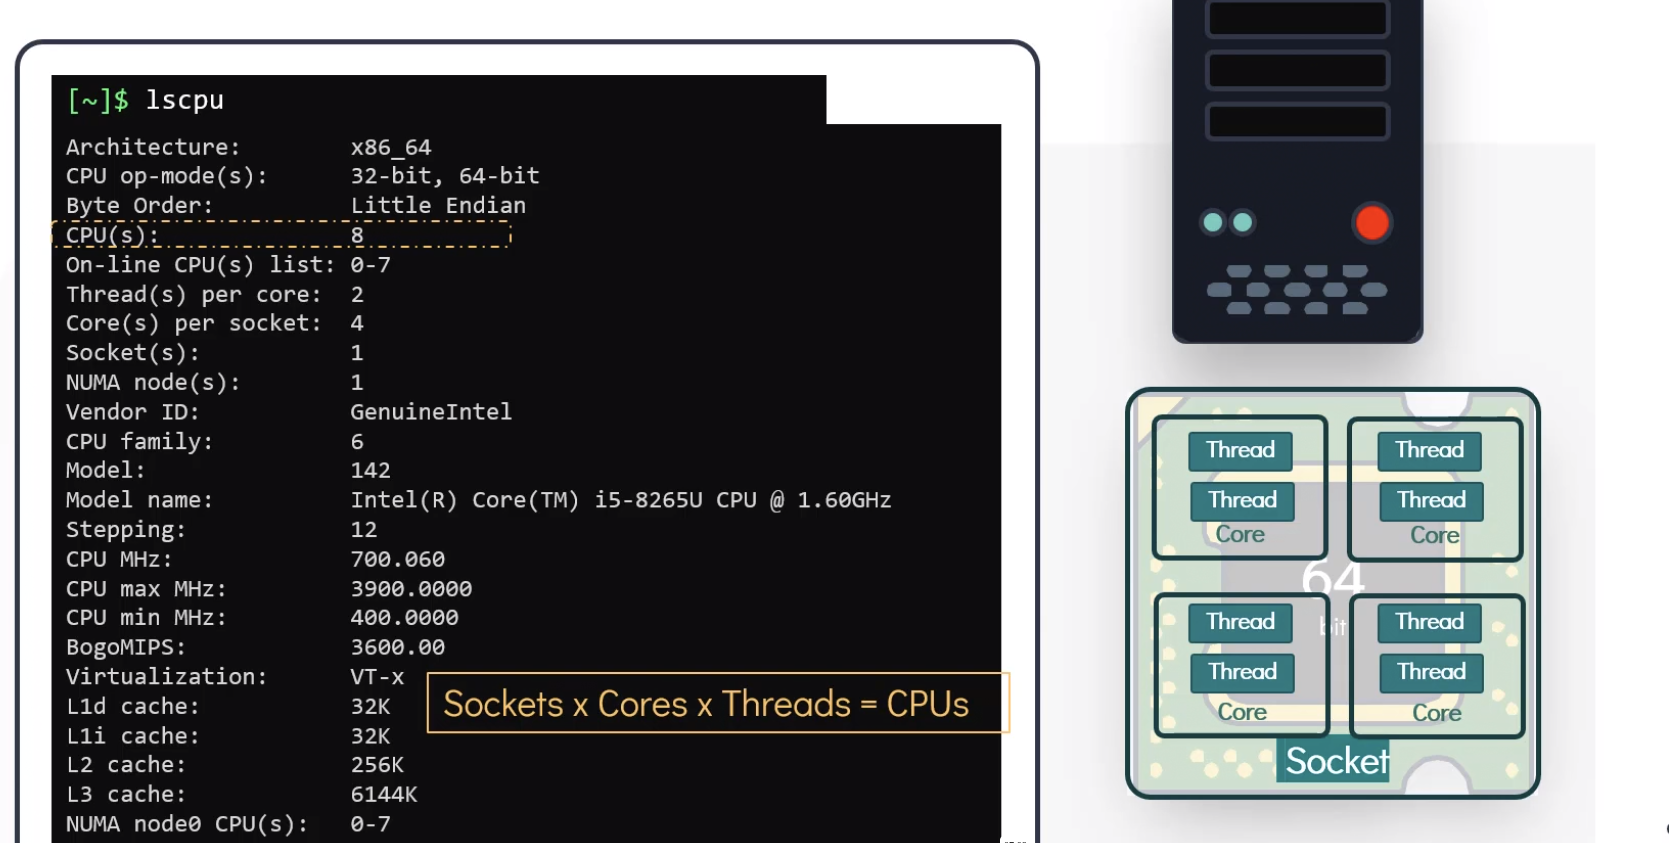 [~]$ lscpu
Architecture: x86_64
CPU op-mode(s): 32-bit, 64-bit
Byte Order: Little Endian
CPU(s): 8
On-line CPU(s) list: 0-7
Thread(s) per core: 2
Core(s) per socket: 4
Socket(s): 1
NUMA node(s): 1
Vendor ID: GenuineIntel
CPU family: 6
Model: 142
Model name: Intel(R) Core(TM) i5-8265U CPU @ 1.60GHz
Stepping: 12
CPU MHz: 700.060
CPU max MHz: 3900.0000
CPU min MHz: 400.0000
BogoMIPS: 3600.00
Virtualization: VT-x
L1d cache: 32K
L1i cache: 32K
L2 cache: 256K
L3 cache: 6144K
NUMA node0 CPU(s): 0-7
Sockets x Cores x Threads = CPUs
Thread
Thread
Core
Thread
Thread
Core
64
bit
Thread
Thread
Core
Thread
Thread
Core
Socket